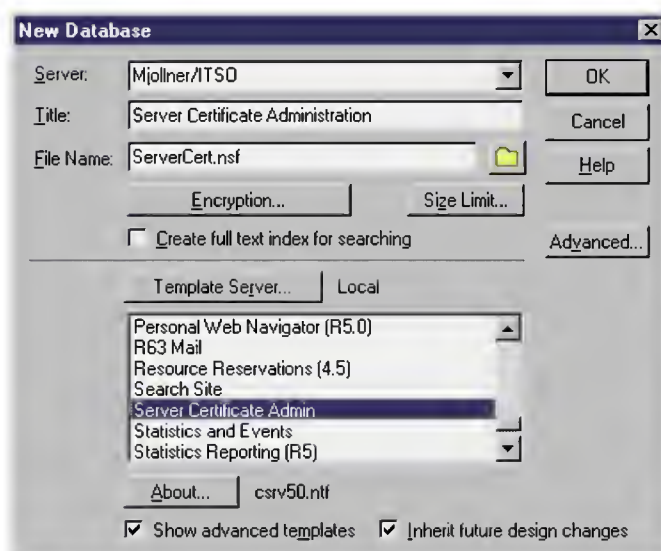 New Database
Server: Mjollner/ITSO OK
Title: Server Certificate Administration Cancel
File Name: ServerCert.nsf Help
Encryption... Size Limit...
Create full text index for searching Advanced...
Template Server... Local
Personal Web Navigator (R5.0)
R63 Mail
Resource Reservations (4.5)
Search Site
Server Certificate Admin
Statistics and Events
Statistics Reporting (R5)
About... csrv50.ntf
Show advanced templates Inherit future design changes